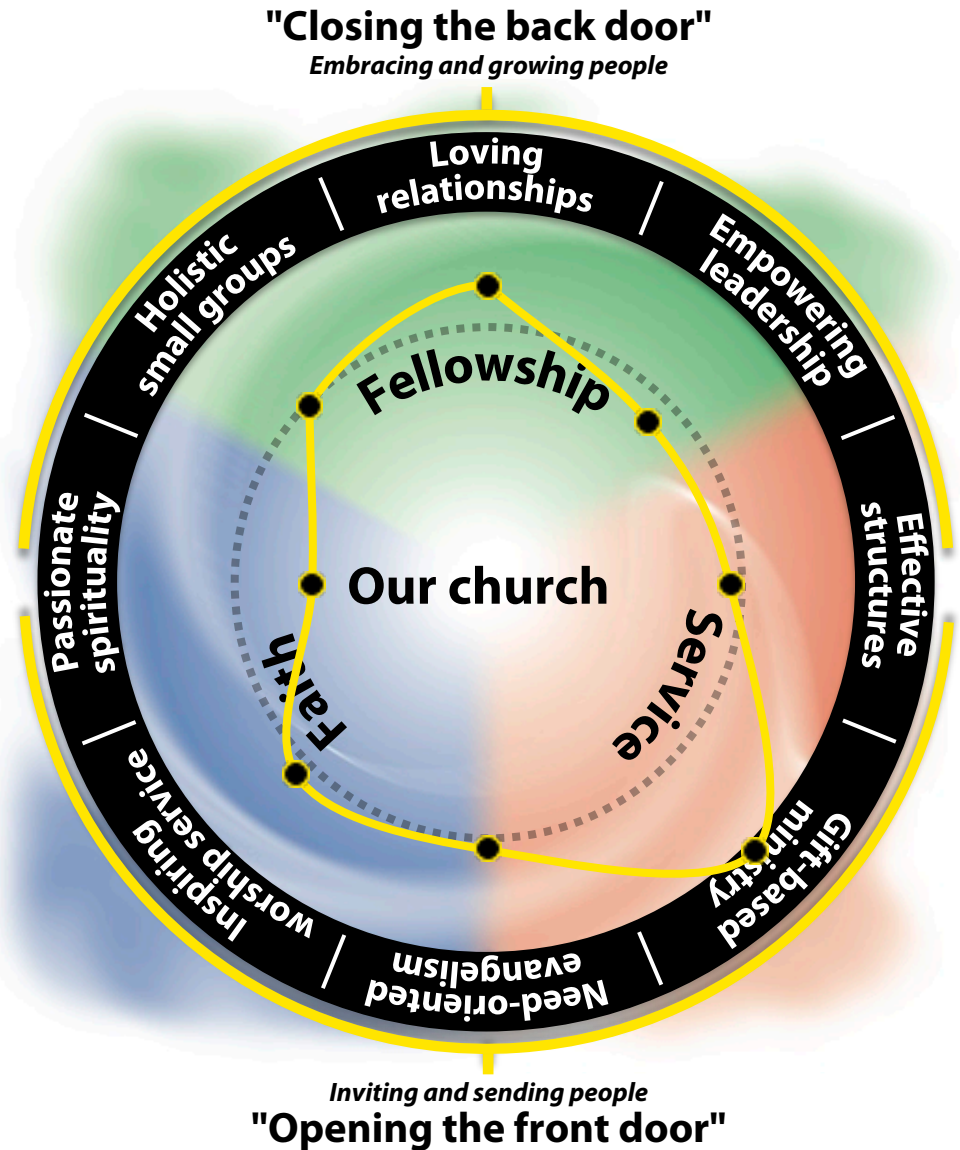 "Closing the back door"
Embracing and growing people
Loving
relationships
Empowering
leadership
Effective
structures
Gift-based
ministry
Need-oriented
evangelism
Inspiring
worship service
Passionate
spirituality
Holistic
small groups
Fellowship
Our church
Service
Faith
Inviting and sending people
"Opening the front door"